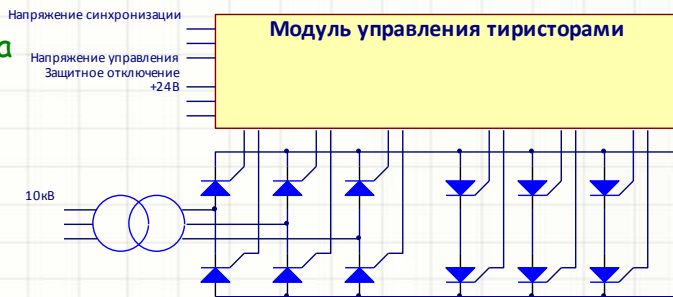 Напряжение синхронизации
Модуль управления тиристорами
а
Напряжение управления
Защитное отключение
+24В
10кВ